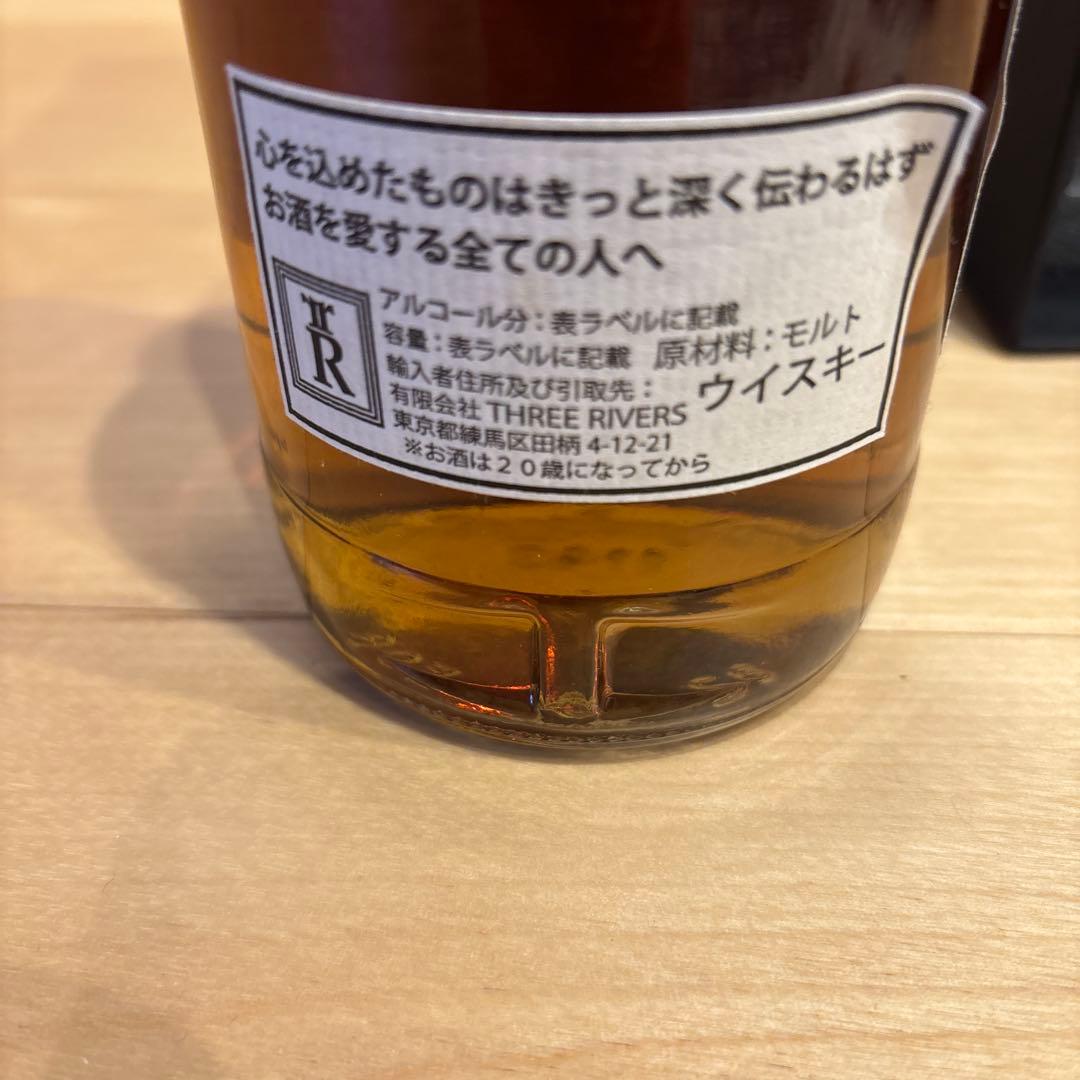 心を込めたものはきっと深く伝わるはず
お酒を愛する全ての人へ
TR
アルコール分:表ラベルに記載
容量:表ラベルに記載 原材料:モルト
ウイスキー
輸入者住所及び引取先:
有限会社 THREE RIVERS
東京都練馬区田柄 4-12-21
※お酒は20歳になってから